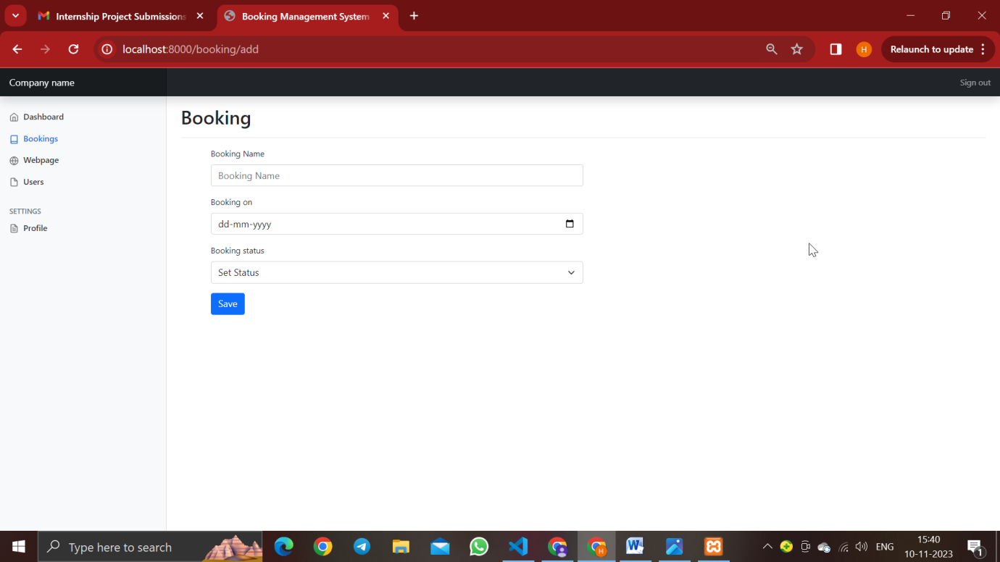 Internship Project Submissions
Booking Management System
localhost:8000/booking/add
H
Relaunch to update
Company name
Sign out
Dashboard
Bookings
Webpage
Users
SETTINGS
Profile
Booking
Booking Name
Booking Name
Booking on
dd-mm-yyyy
Booking status
Set Status
Save
Type here to search
H
W
ENG
15:40
10-11-2023
1